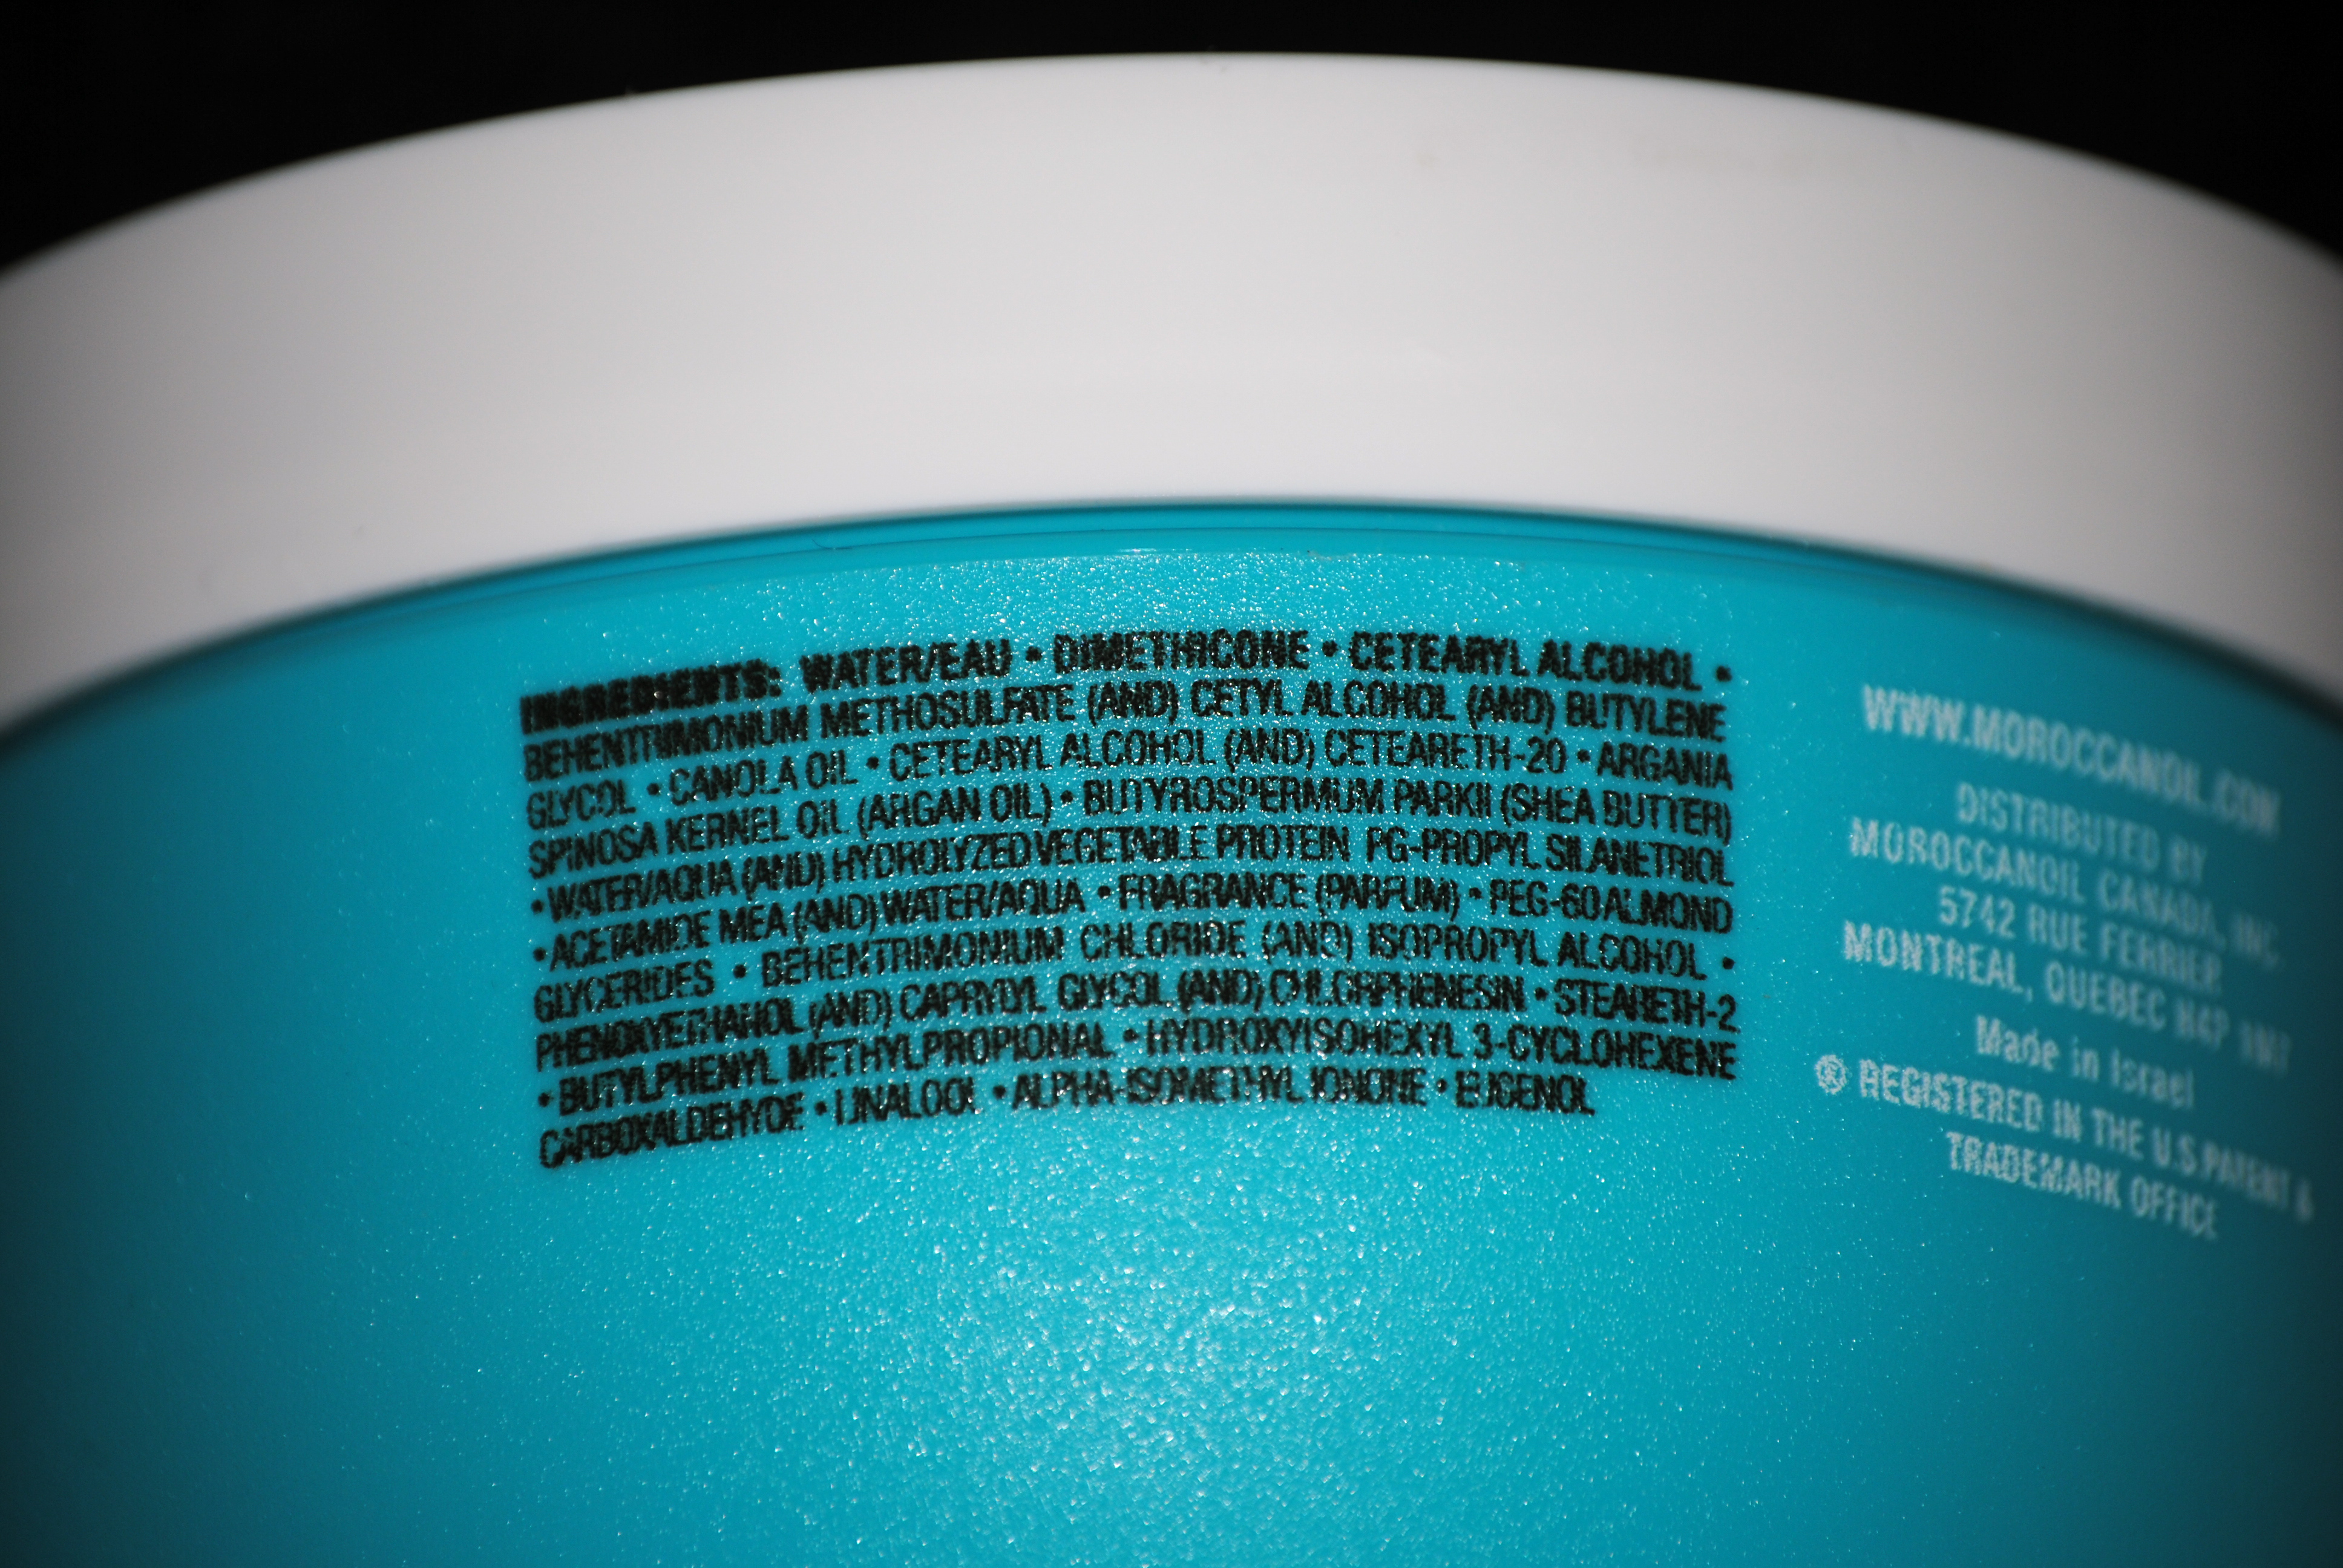 INGREDIENTS: WATER/EAU • DIMETHICONE • CETEARYL ALCOHOL •
BEHENTRIMONIUM METHOSULFATE (AND) CETYL ALCOHOL (AND) BUTYLENE
GLYCOL • CANOLA OIL • CETEARYL ALCOHOL (AND) CETEARETH-20 • ARGANIA
SPINOSA KERNEL OIL (ARGAN OIL) • BUTYROSPERMUM PARKII (SHEA BUTTER)
• WATER/AQUA (AND) HYDROLYZED VEGETABLE PROTEIN PG-PROPYL SILANETRIOL
• ACETAMIDE MEA (AND) WATER/AQUA • FRAGRANCE (PARFUM) • PEG-60 ALMOND
GLYCERIDES • BEHENTRIMONIUM CHLORIDE (AND) ISOPROPYL ALCOHOL •
PHENOXYETHANOL (AND) CAPRYLYL GLYCOL (AND) CHLORPHENESIN • STEARETH-2
• BUTYLPHENYL METHYLPROPIONAL • HYDROXYISOHEXYL 3-CYCLOHEXENE
CARBOXALDEHYDE • LINALOOL • ALPHA-ISOMETHYL IONONE • EUGENOL
WWW.MOROCCANOIL.COM
DISTRIBUTED BY
MOROCCANOIL CANADA, INC.
5742 RUE FERRIER
MONTREAL, QUEBEC H4P
Made in Israel
® REGISTERED IN THE U.S.PATENT &
TRADEMARK OFFICE